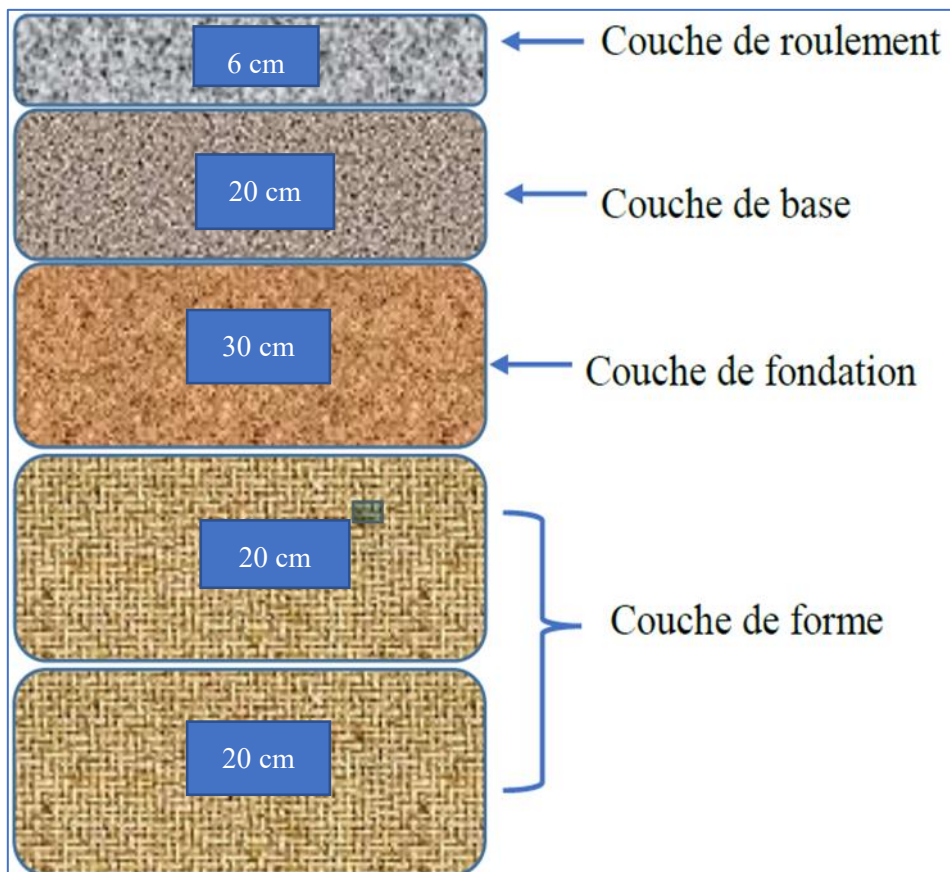 6 cm
Couche de roulement
20 cm
Couche de base
30 cm
Couche de fondation
20 cm
Couche de forme
20 cm